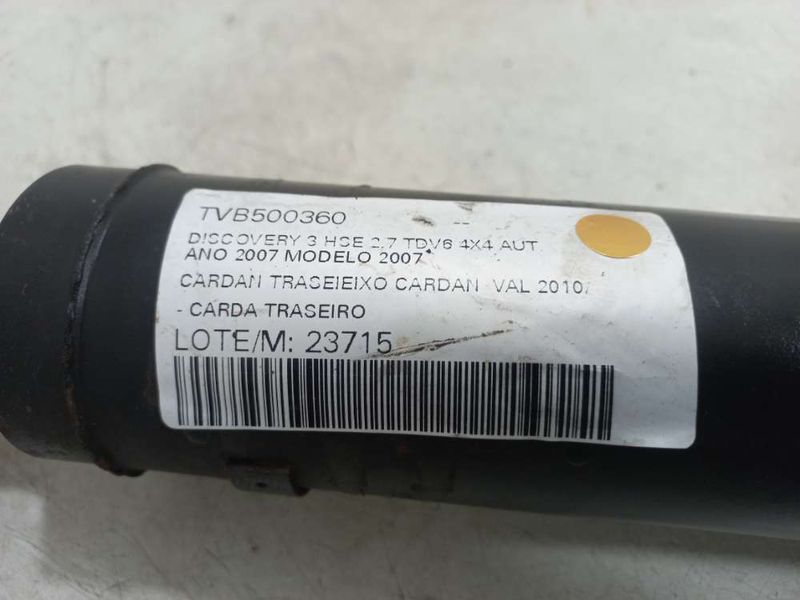 TVB500360
DISCOVERY 3 HSE 2.7 TDV6 4X4 AUT
ANO 2007 MODELO 2007*
CARDAN TRASEIEIXO CARDAN VAL 2010/
- CARDA TRASEIRO
LOTE/M: 23715